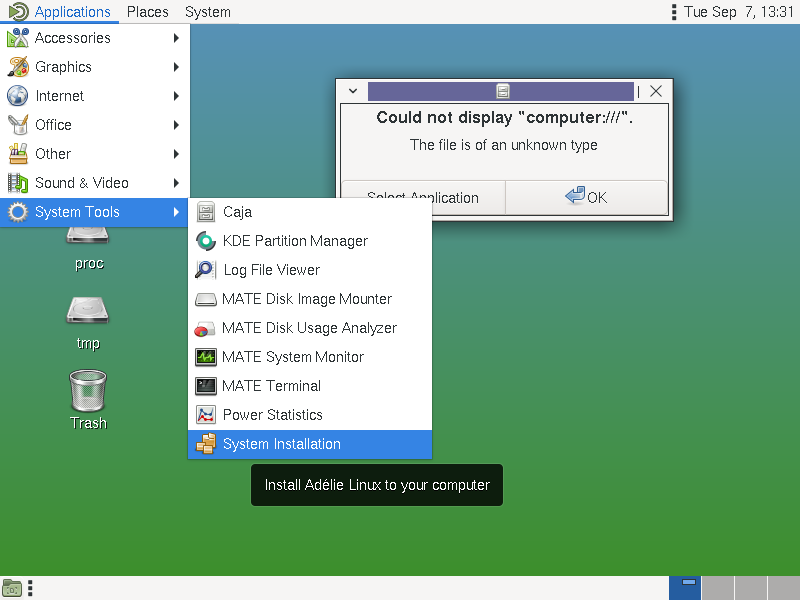 Applications Places System
Tue Sep 7, 13:31
Accessories
Graphics
Internet
Office
Other
Sound & Video
System Tools
Could not display "computer:///".
The file is of an unknown type
Select Application
OK
Caja
KDE Partition Manager
Log File Viewer
MATE Disk Image Mounter
MATE Disk Usage Analyzer
MATE System Monitor
MATE Terminal
Power Statistics
System Installation
Install Adélie Linux to your computer
proc
tmp
Trash